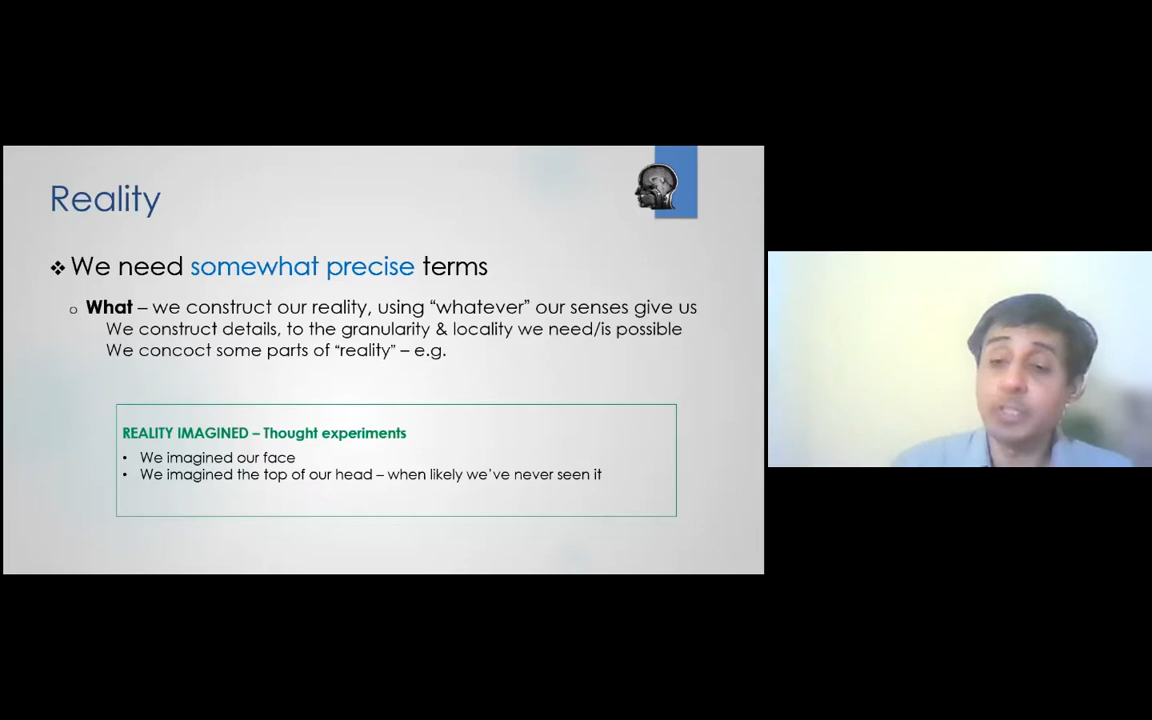 Reality
❖ We need somewhat precise terms
o What – we construct our reality, using “whatever” our senses give us
We construct details, to the granularity & locality we need/is possible
We concoct some parts of “reality” – e.g.
REALITY IMAGINED – Thought experiments
• We imagined our face
• We imagined the top of our head – when likely we’ve never seen it